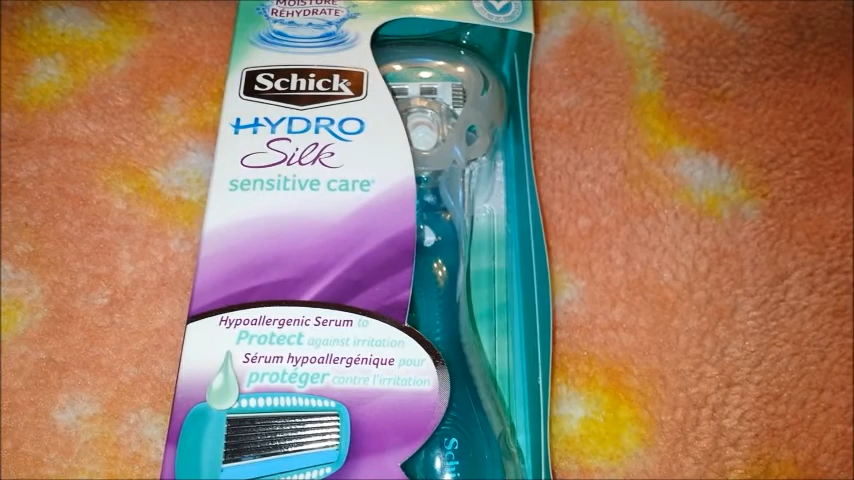 MOISTURE
RÉHYDRATE
Schick
HYDRO
Silk
sensitive care
Hypoallergenic Serum to
Protect against irritation
Sérum hypoallergénique pour
protéger contre l'irritation
Schi